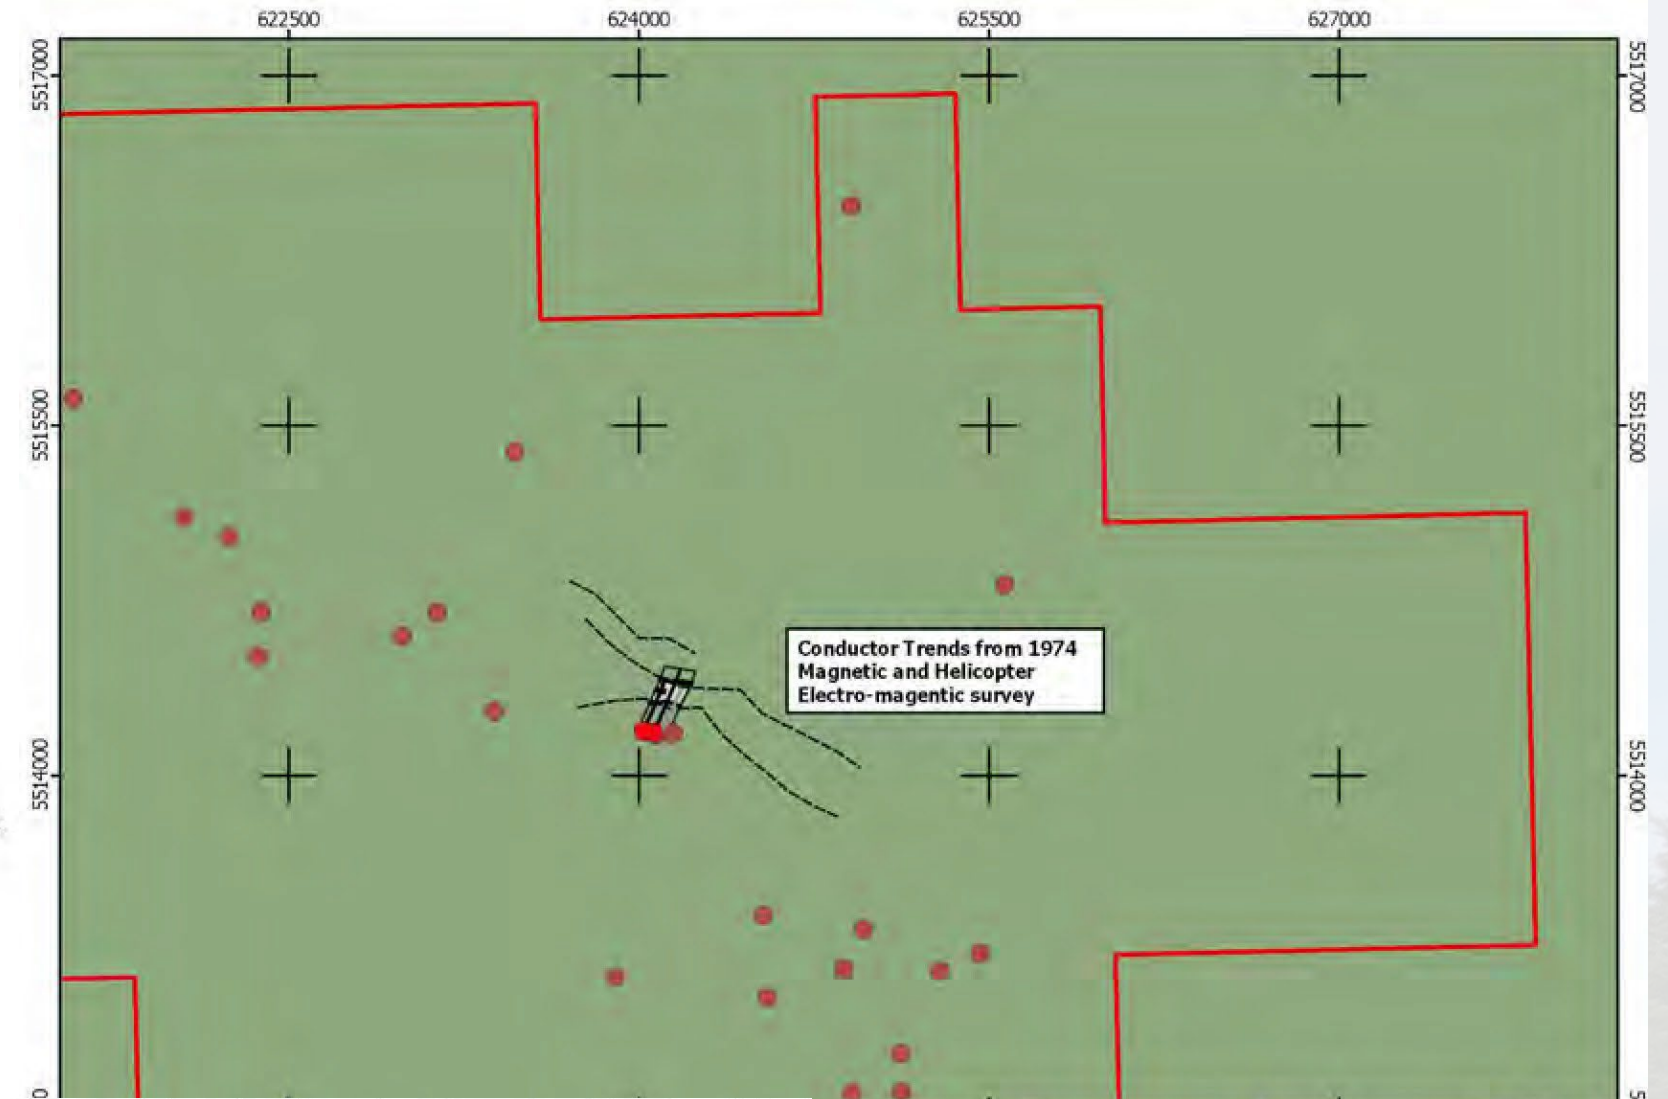 622500 624000 625500 627000
5517000 5517000
5515500 5515500
Conductor Trends from 1974
Magnetic and Helicopter
Electro-magentic survey
5514000 5514000